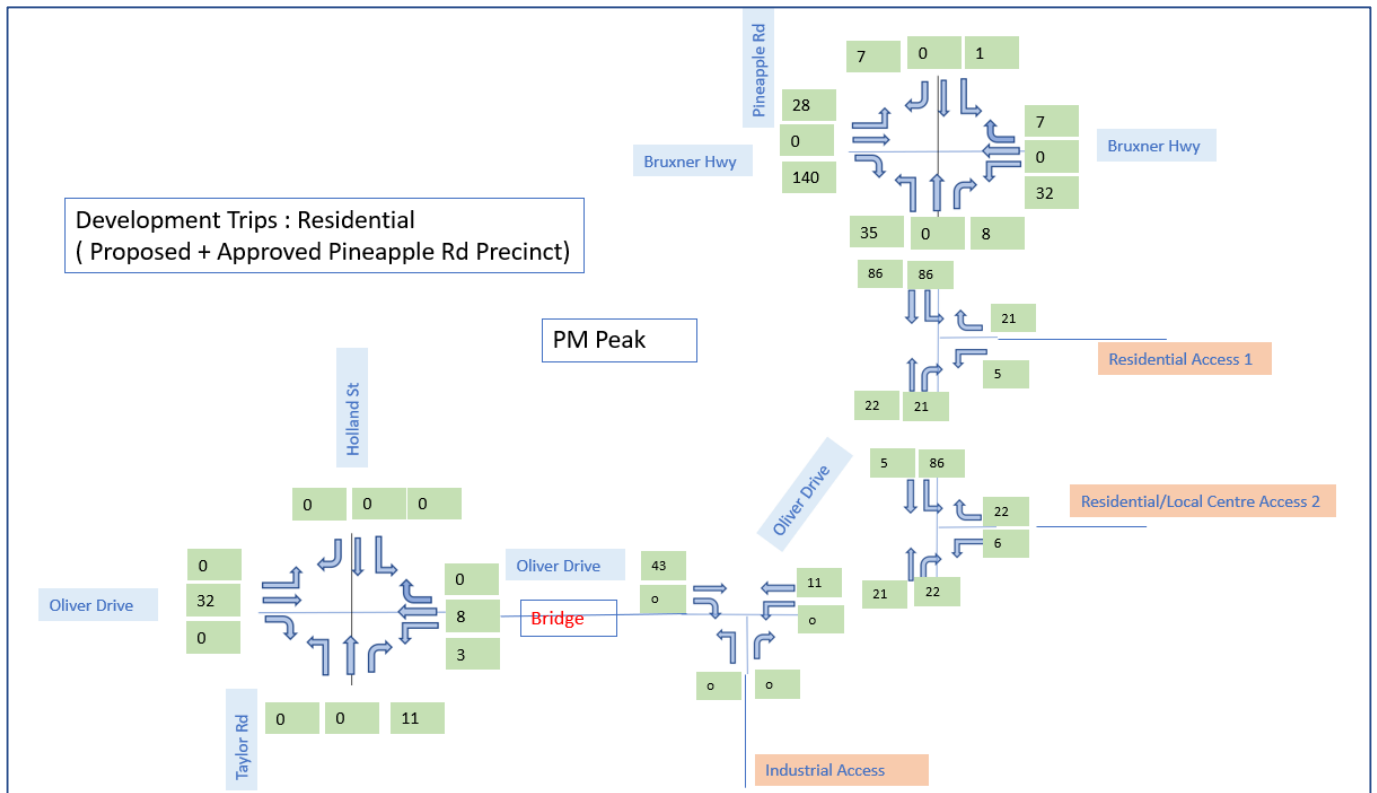 Pineapple Rd
7 0 1
28
0
140
Bruxner Hwy
7
0
32
Bruxner Hwy
35 0 8
Development Trips : Residential
( Proposed + Approved Pineapple Rd Precinct)
PM Peak
86 86
21
5
Residential Access 1
22 21
Oliver Drive
5 86
22
6
Residential/Local Centre Access 2
21 22
Holland St
0 0 0
Oliver Drive
0
32
0
0
8
3
Oliver Drive
Bridge
43
o
11
o
o o
Taylor Rd
0 0 11
Industrial Access